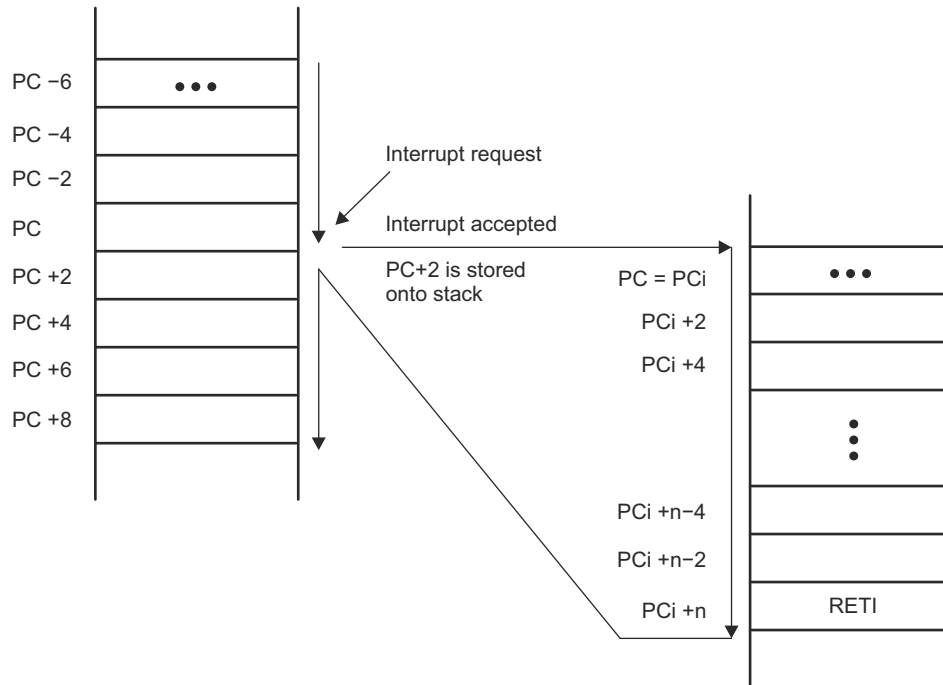 PC −6
PC −4
PC −2
PC
PC +2
PC +4
PC +6
PC +8
Interrupt request
Interrupt accepted
PC+2 is stored
onto stack
PC = PCi
PCi +2
PCi +4
PCi +n−4
PCi +n−2
PCi +n
RETI